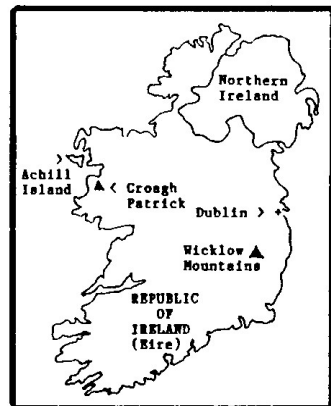 Northern
Ireland
>
Achill
Island
< Croagh
Patrick
Dublin > +
Wicklow
Mountains
REPUBLIC
OF
IRELAND
(Eire)